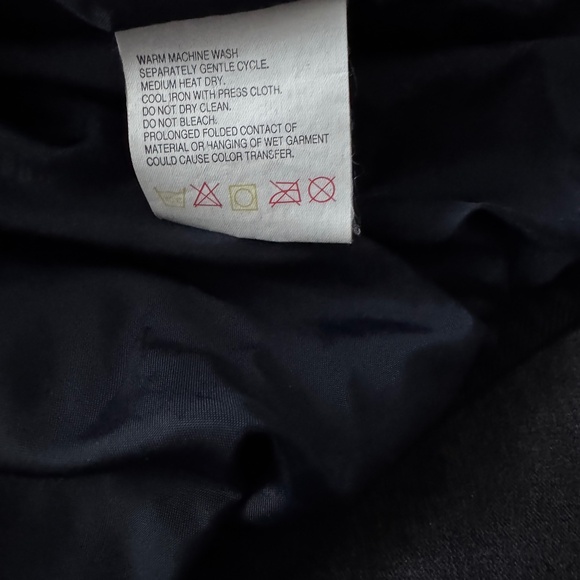 WARM MACHINE WASH
SEPARATELY GENTLE CYCLE.
MEDIUM HEAT DRY.
COOL IRON WITH PRESS CLOTH.
DO NOT DRY CLEAN.
DO NOT BLEACH.
PROLONGED FOLDED CONTACT OF
MATERIAL OR HANGING OF WET GARMENT
COULD CAUSE COLOR TRANSFER.